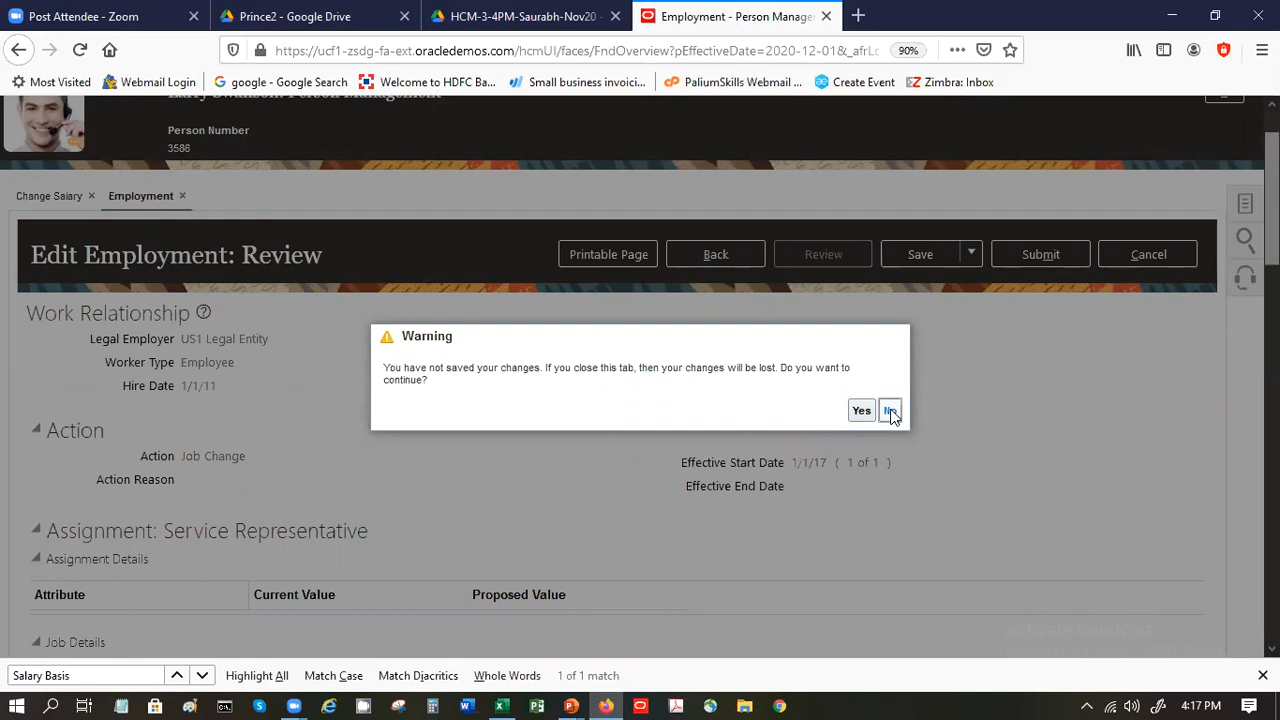 Post Attendee - Zoom
Prince2 - Google Drive
HCM-3-4PM-Saurabh-Nov20 -
Employment - Person Manage
https://ucf1-zsdg-fa-ext.oracledemos.com/hcmUI/faces/FndOverview?pEffectiveDate=2020-12-01&_afrLc
90%
Most Visited
Webmail Login
google - Google Search
Welcome to HDFC Ba...
Small business invoici...
PaliumSkills Webmail ...
Create Event
Zimbra: Inbox
Larry Swanson: Person Management
Person Number
3586
Change Salary
Employment
Edit Employment: Review
Printable Page
Back
Review
Save
Submit
Cancel
Work Relationship
Legal Employer US1 Legal Entity
Worker Type Employee
Hire Date 1/1/11
Warning
You have not saved your changes. If you close this tab, then your changes will be lost. Do you want to
continue?
Yes
No
Action
Action Job Change
Action Reason
Effective Start Date 1/1/17 ( 1 of 1 )
Effective End Date
Assignment: Service Representative
Assignment Details
Attribute Current Value Proposed Value
Job Details
Salary Basis
Highlight All
Match Case
Match Diacritics
Whole Words
1 of 1 match
4:17 PM